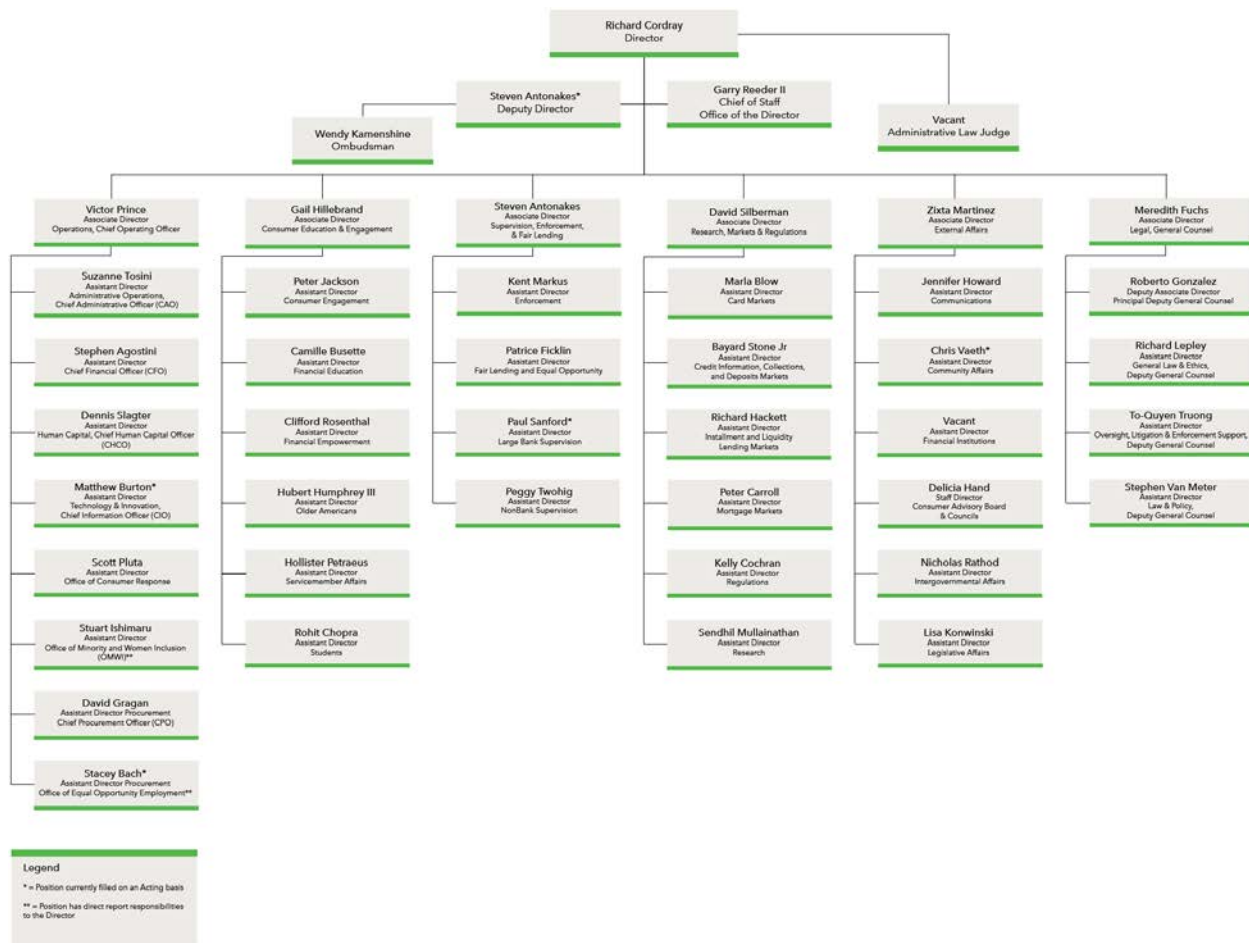 Richard Cordray
Director
Steven Antonakes*
Deputy Director
Garry Reeder II
Chief of Staff
Office of the Director
Wendy Kamenshine
Ombudsman
Vacant
Administrative Law Judge
Victor Prince
Associate Director
Operations, Chief Operating Officer
Suzanne Tosini
Assistant Director
Administrative Operations,
Chief Administrative Officer (CAO)
Stephen Agostini
Assistant Director
Chief Financial Officer (CFO)
Dennis Slagter
Assistant Director
Human Capital, Chief Human Capital Officer
(CHCO)
Matthew Burton*
Assistant Director
Technology & Innovation,
Chief Information Officer (CIO)
Scott Pluta
Assistant Director
Office of Consumer Response
Stuart Ishimaru
Assistant Director
Office of Minority and Women Inclusion
(OMWI)**
David Gragan
Assistant Director Procurement
Chief Procurement Officer (CPO)
Stacey Bach*
Assistant Director Procurement
Office of Equal Opportunity Employment**
Gail Hillebrand
Associate Director
Consumer Education & Engagement
Peter Jackson
Assistant Director
Consumer Engagement
Camille Busette
Assistant Director
Financial Education
Clifford Rosenthal
Assistant Director
Financial Empowerment
Hubert Humphrey III
Assistant Director
Older Americans
Hollister Petraeus
Assistant Director
Servicemember Affairs
Rohit Chopra
Assistant Director
Students
Steven Antonakes
Associate Director
Supervision, Enforcement,
& Fair Lending
Kent Markus
Assistant Director
Enforcement
Patrice Ficklin
Assistant Director
Fair Lending and Equal Opportunity
Paul Sanford*
Assistant Director
Large Bank Supervision
Peggy Twohig
Assistant Director
NonBank Supervision
David Silberman
Associate Director
Research, Markets & Regulations
Marla Blow
Assistant Director
Card Markets
Bayard Stone Jr
Assistant Director
Credit Information, Collections,
and Deposits Markets
Richard Hackett
Assistant Director
Installment and Liquidity
Lending Markets
Peter Carroll
Assistant Director
Mortgage Markets
Kelly Cochran
Assistant Director
Regulations
Sendhil Mullainathan
Assistant Director
Research
Zixta Martinez
Associate Director
External Affairs
Jennifer Howard
Assistant Director
Communications
Chris Vaeth*
Assistant Director
Community Affairs
Vacant
Assitant Director
Financial Institutions
Delicia Hand
Staff Director
Consumer Advisory Board
& Councils
Nicholas Rathod
Assistant Director
Intergovernmental Affairs
Lisa Konwinski
Assistant Director
Legislative Affairs
Meredith Fuchs
Associate Director
Legal, General Counsel
Roberto Gonzalez
Deputy Associate Director
Principal Deputy General Counsel
Richard Lepley
Assistant Director
General Law & Ethics,
Deputy General Counsel
To-Quyen Truong
Assistant Director
Oversight, Litigation & Enforcement Support,
Deputy General Counsel
Stephen Van Meter
Assistant Director
Law & Policy,
Deputy General Counsel
Legend
* = Position currently filled on an Acting basis
** = Position has direct report responsibilities
to the Director